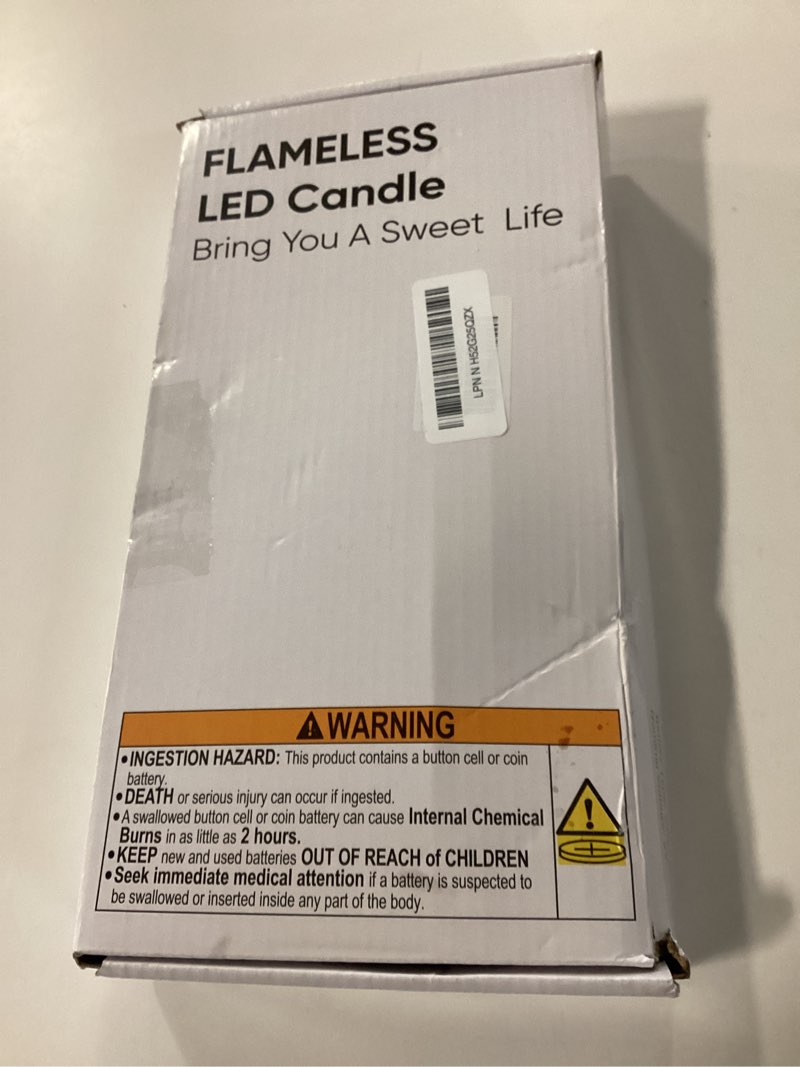 FLAMELESS
LED Candle
Bring You A Sweet Life
LPN N H52G25QZX
WARNING
•INGESTION HAZARD: This product contains a button cell or coin
battery.
•DEATH or serious injury can occur if ingested.
•A swallowed button cell or coin battery can cause Internal Chemical
Burns in as little as 2 hours.
•KEEP new and used batteries OUT OF REACH of CHILDREN
•Seek immediate medical attention if a battery is suspected to
be swallowed or inserted inside any part of the body.